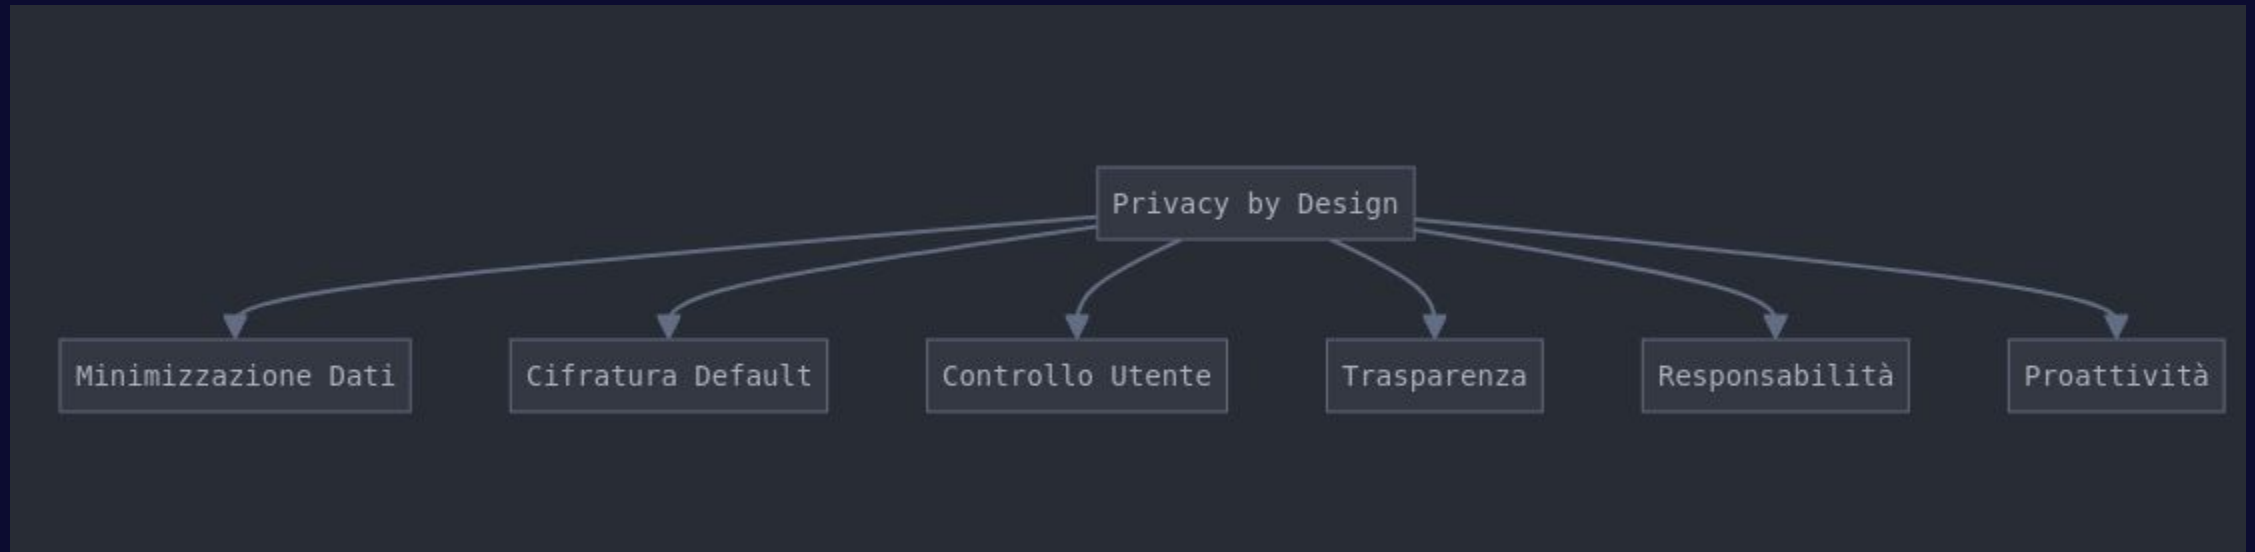 Privacy by Design
Minimizzazione Dati
Cifratura Default
Controllo Utente
Trasparenza
Responsabilità
Proattività